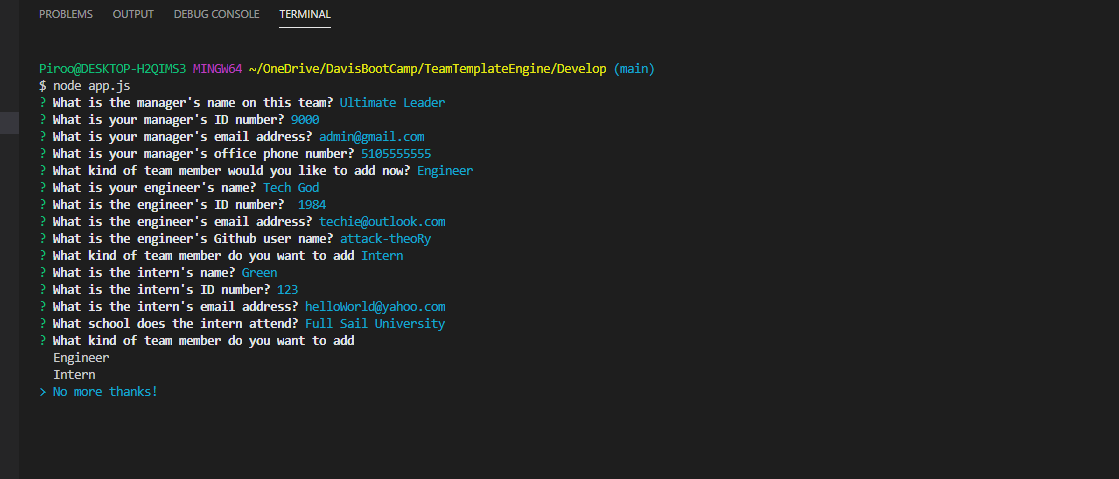 PROBLEMS OUTPUT DEBUG CONSOLE TERMINAL
Piroo@DESKTOP-H2QIMS3 MINGW64 ~/OneDrive/DavisBootCamp/TeamTemplateEngine/Develop (main)
$ node app.js
? What is the manager's name on this team? Ultimate Leader
? What is your manager's ID number? 9000
? What is your manager's email address? admin@gmail.com
? What is your manager's office phone number? 5105555555
? What kind of team member would you like to add now? Engineer
? What is your engineer's name? Tech God
? What is the engineer's ID number?  1984
? What is the engineer's email address? techie@outlook.com
? What is the engineer's Github user name? attack-theoRy
? What kind of team member do you want to add Intern
? What is the intern's name? Green
? What is the intern's ID number? 123
? What is the intern's email address? helloWorld@yahoo.com
? What school does the intern attend? Full Sail University
? What kind of team member do you want to add
  Engineer
  Intern
> No more thanks!